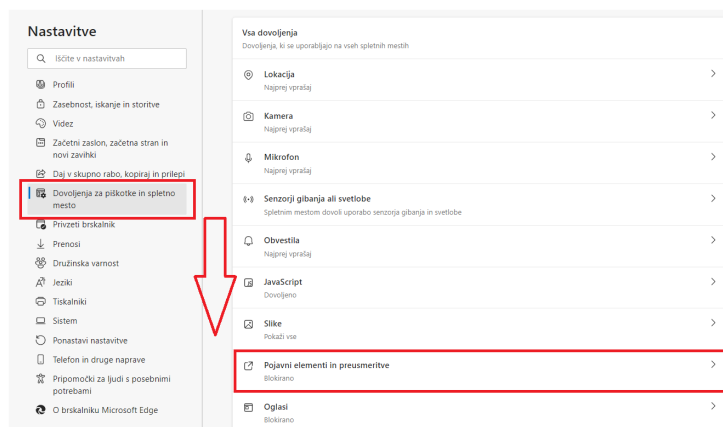 Nastavitve
Iščite v nastavitvah
Profili
Zasebnost, iskanje in storitve
Videz
Začetni zaslon, začetna stran in
novi zavihki
Daj v skupno rabo, kopiraj in prilepi
Dovoljenja za piškotke in spletno
mesto
Privzeti brskalnik
Prenosi
Družinska varnost
Jeziki
Tiskalniki
Sistem
Ponastavi nastavitve
Telefon in druge naprave
Pripomočki za ljudi s posebnimi
potrebami
O brskalniku Microsoft Edge
Vsa dovoljenja
Dovoljenja, ki se uporabljajo na vseh spletnih mestih
Lokacija
Najprej vprašaj
Kamera
Najprej vprašaj
Mikrofon
Najprej vprašaj
Senzorji gibanja ali svetlobe
Spletnim mestom dovoli uporabo senzorja gibanja in svetlobe
Obvestila
Najprej vprašaj
JavaScript
Dovoljeno
Slike
Pokaži vse
Pojavni elementi in preusmeritve
Blokirano
Oglasi
Blokirano